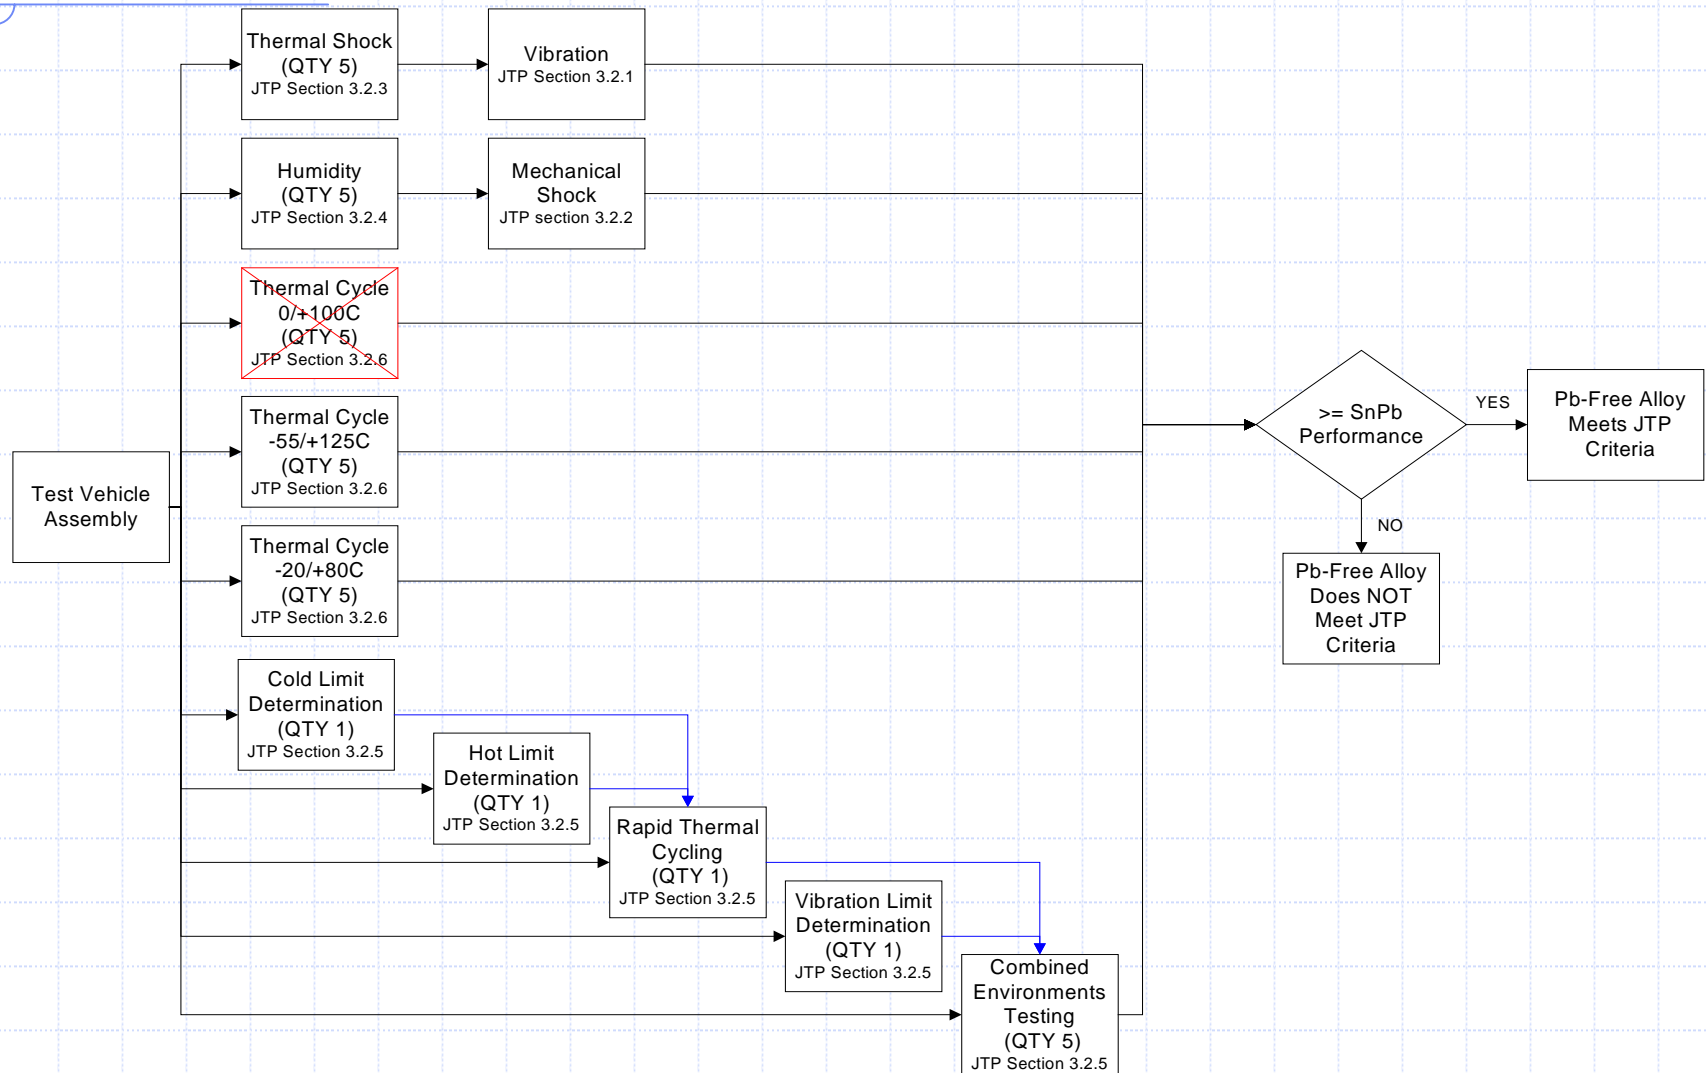 Thermal Shock
(QTY 5)
JTP Section 3.2.3
Vibration
JTP Section 3.2.1
Humidity
(QTY 5)
JTP Section 3.2.4
Mechanical
Shock
JTP section 3.2.2
Thermal Cycle
0/+100C
(QTY 5)
JTP Section 3.2.6
Thermal Cycle
-55/+125C
(QTY 5)
JTP Section 3.2.6
Test Vehicle
Assembly
Thermal Cycle
-20/+80C
(QTY 5)
JTP Section 3.2.6
Cold Limit
Determination
(QTY 1)
JTP Section 3.2.5
Hot Limit
Determination
(QTY 1)
JTP Section 3.2.5
Rapid Thermal
Cycling
(QTY 1)
JTP Section 3.2.5
Vibration Limit
Determination
(QTY 1)
JTP Section 3.2.5
Combined
Environments
Testing
(QTY 5)
JTP Section 3.2.5
>= SnPb
Performance
YES
Pb-Free Alloy
Meets JTP
Criteria
NO
Pb-Free Alloy
Does NOT
Meet JTP
Criteria